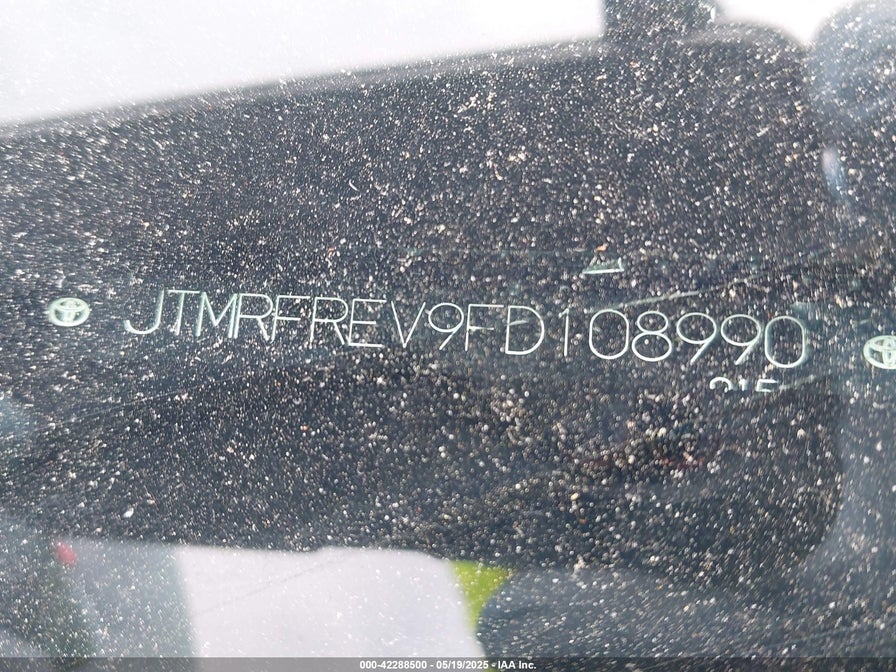 JTMRFREV9FD108990
000-42288500 - 05/19/2025 - IAA Inc.